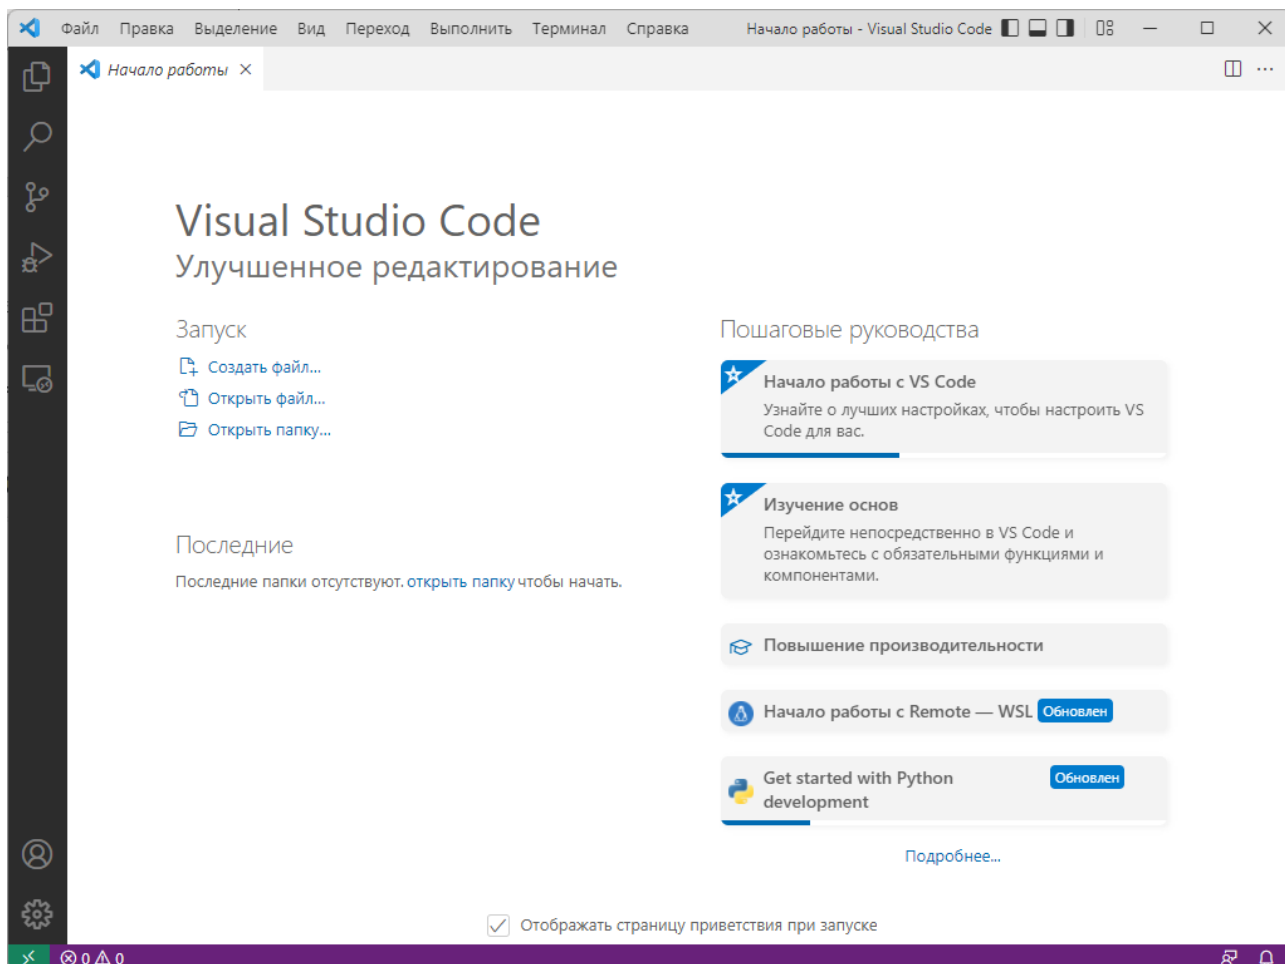 Файл Правка Выделение Вид Переход Выполнить Терминал Справка Начало работы - Visual Studio Code
Начало работы
Visual Studio Code
Улучшенное редактирование
Запуск
Создать файл...
Открыть файл...
Открыть папку...
Последние
Последние папки отсутствуют. открыть папку чтобы начать.
Пошаговые руководства
Начало работы с VS Code
Узнайте о лучших настройках, чтобы настроить VS
Code для вас.
Изучение основ
Перейдите непосредственно в VS Code и
ознакомьтесь с обязательными функциями и
компонентами.
Повышение производительности
Начало работы с Remote — WSL Обновлен
Get started with Python Обновлен
development
Подробнее...
Отображать страницу приветствия при запуске
0 0